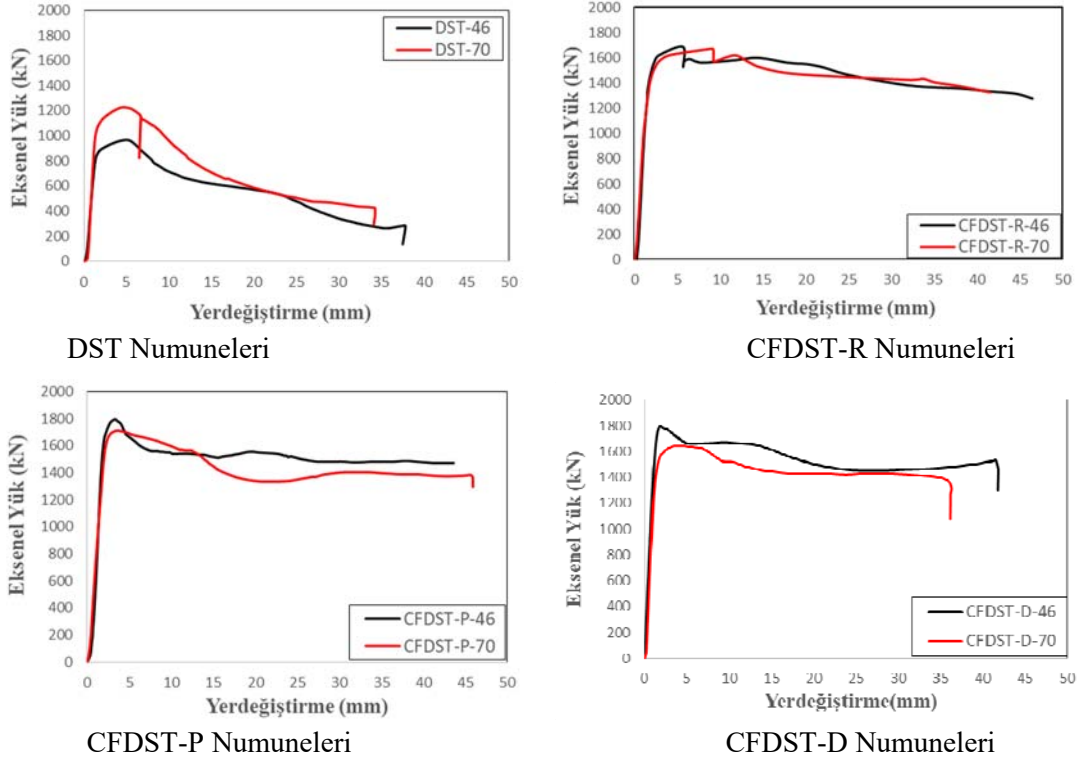 2000
1800
1600
1400
1200
1000
800
600
400
200
0
Eksenel Yük (kN)
DST-46
DST-70
0 5 10 15 20 25 30 35 40 45 50
Yerdeğiştirme (mm)
DST Numuneleri
2000
1800
1600
1400
1200
1000
800
600
400
200
0
Eksenel Yük (kN)
CFDST-R-46
CFDST-R-70
0 5 10 15 20 25 30 35 40 45 50
Yerdeğiştirme (mm)
CFDST-R Numuneleri
2000
1800
1600
1400
1200
1000
800
600
400
200
0
Eksenel Yük (kN)
CFDST-P-46
CFDST-P-70
0 5 10 15 20 25 30 35 40 45 50
Yerdeğiştirme (mm)
CFDST-P Numuneleri
2000
1800
1600
1400
1200
1000
800
600
400
200
0
Eksenel Yük (kN)
CFDST-D-46
CFDST-D-70
0 5 10 15 20 25 30 35 40 45 50
Yerdeğiştirme(mm)
CFDST-D Numuneleri